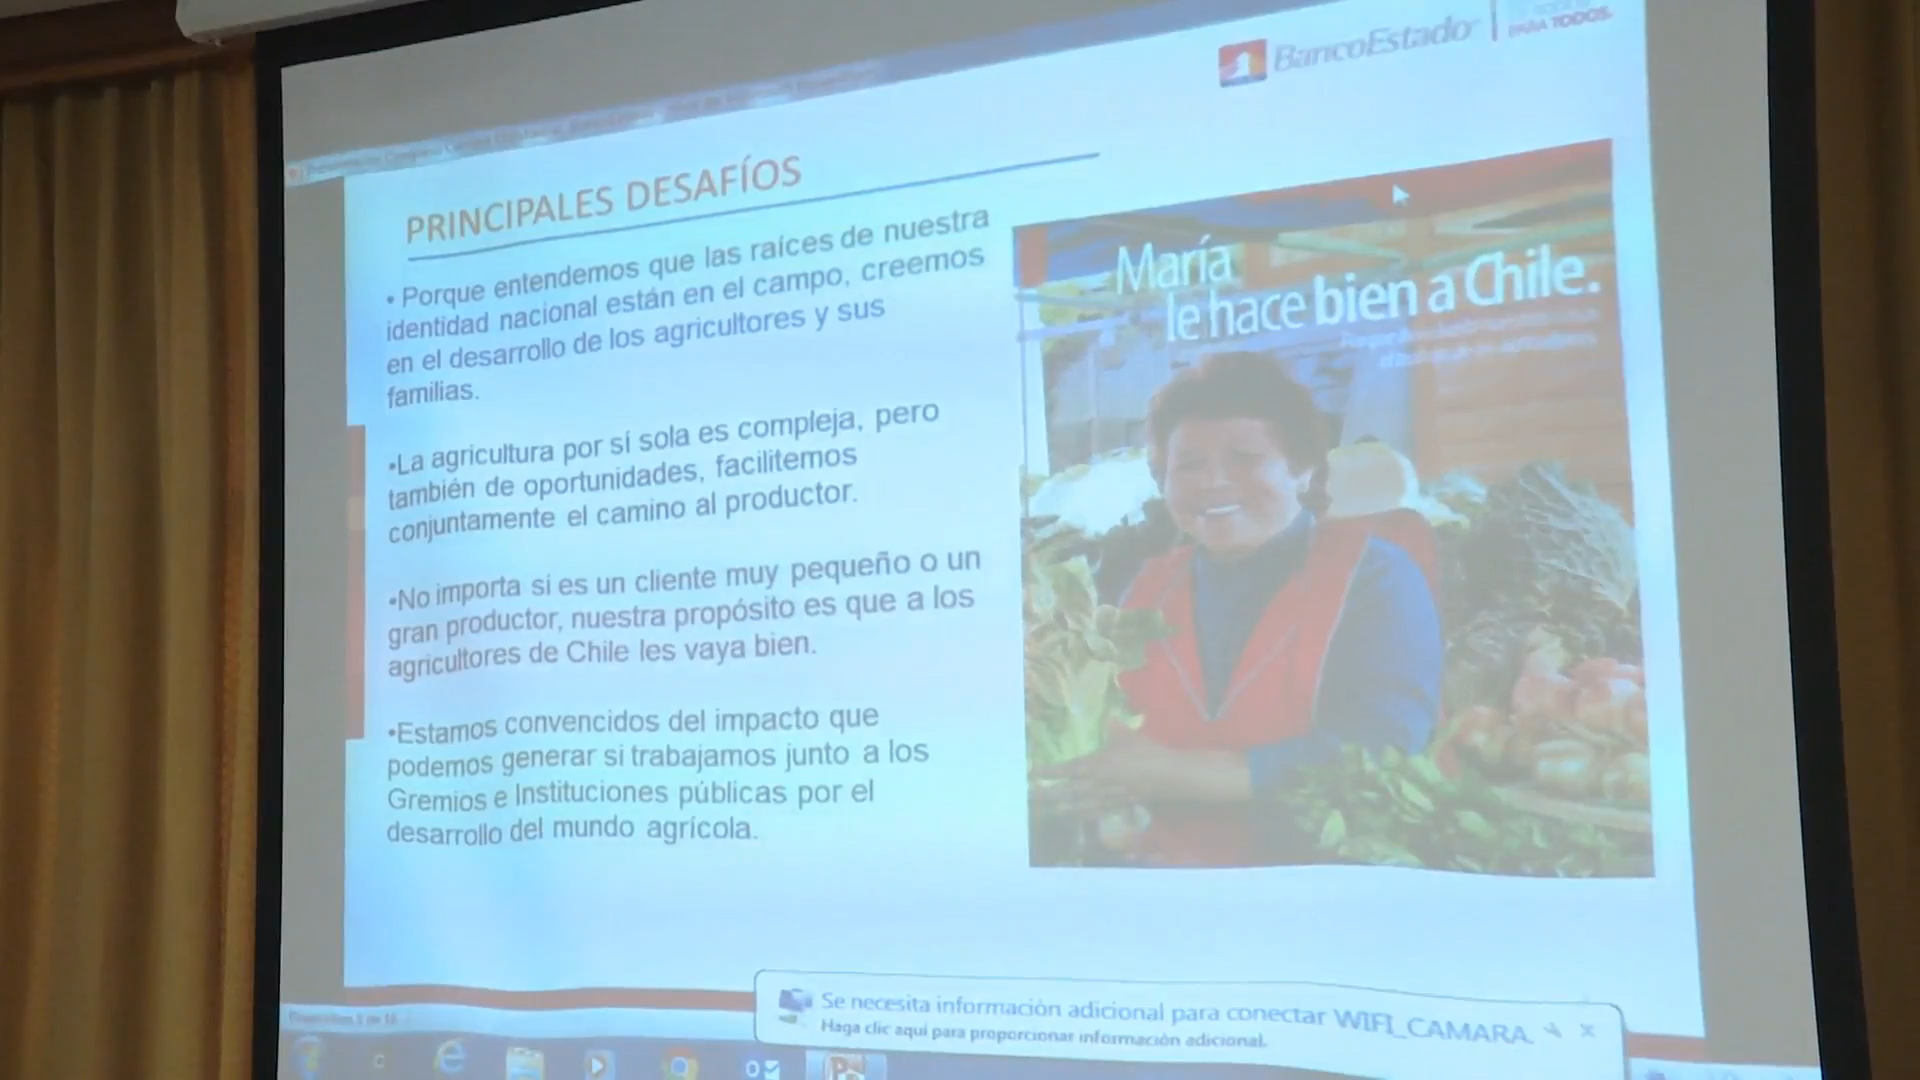 BancoEstado
PARA TODOS.
PRINCIPALES DESAFÍOS
• Porque entendemos que las raíces de nuestra
identidad nacional están en el campo, creemos
en el desarrollo de los agricultores y sus
familias.
•La agricultura por sí sola es compleja, pero
también de oportunidades, facilitemos
conjuntamente el camino al productor.
•No importa si es un cliente muy pequeño o un
gran productor, nuestra propósito es que a los
agricultores de Chile les vaya bien.
•Estamos convencidos del impacto que
podemos generar si trabajamos junto a los
Gremios e Instituciones públicas por el
desarrollo del mundo agrícola.
María
le hace bien a Chile.
Se necesita información adicional para conectar WIFI_CAMARA.
Haga clic aquí para proporcionar información adicional.